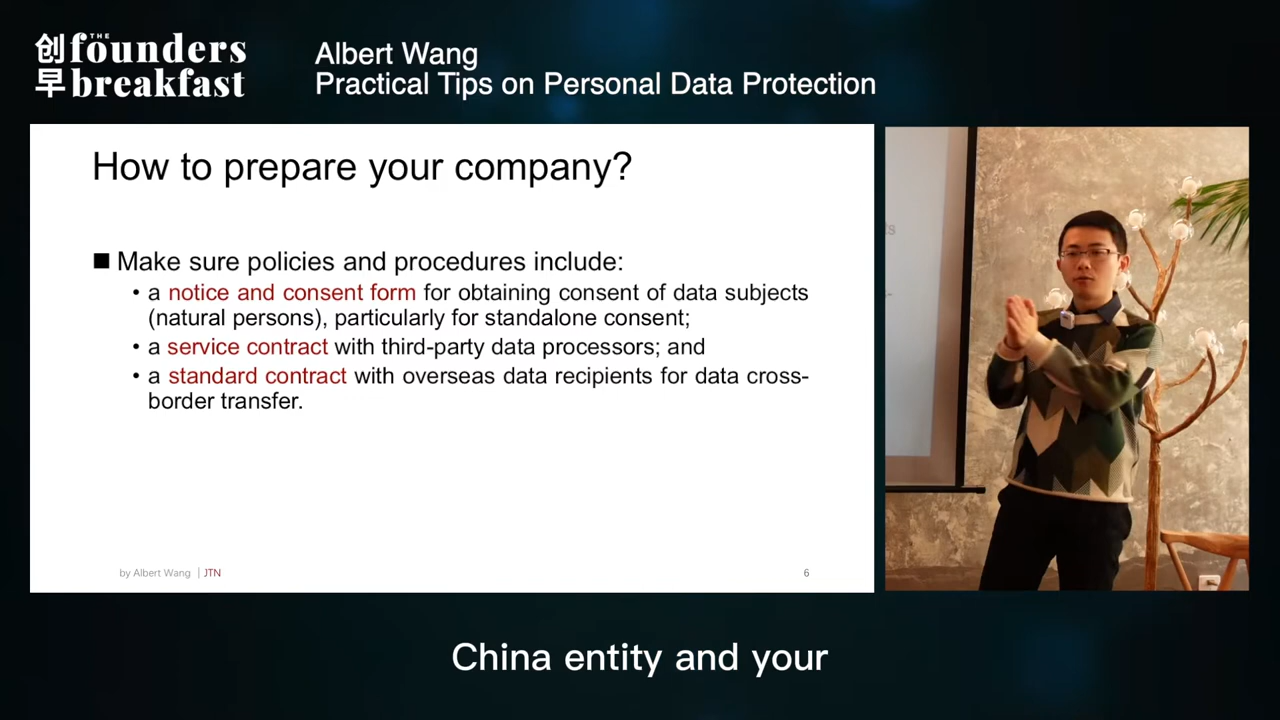 创 THE founders
早 breakfast
Albert Wang
Practical Tips on Personal Data Protection
How to prepare your company?
■ Make sure policies and procedures include:
• a notice and consent form for obtaining consent of data subjects
(natural persons), particularly for standalone consent;
• a service contract with third-party data processors; and
• a standard contract with overseas data recipients for data cross-
border transfer.
by Albert Wang | JTN
6
China entity and your